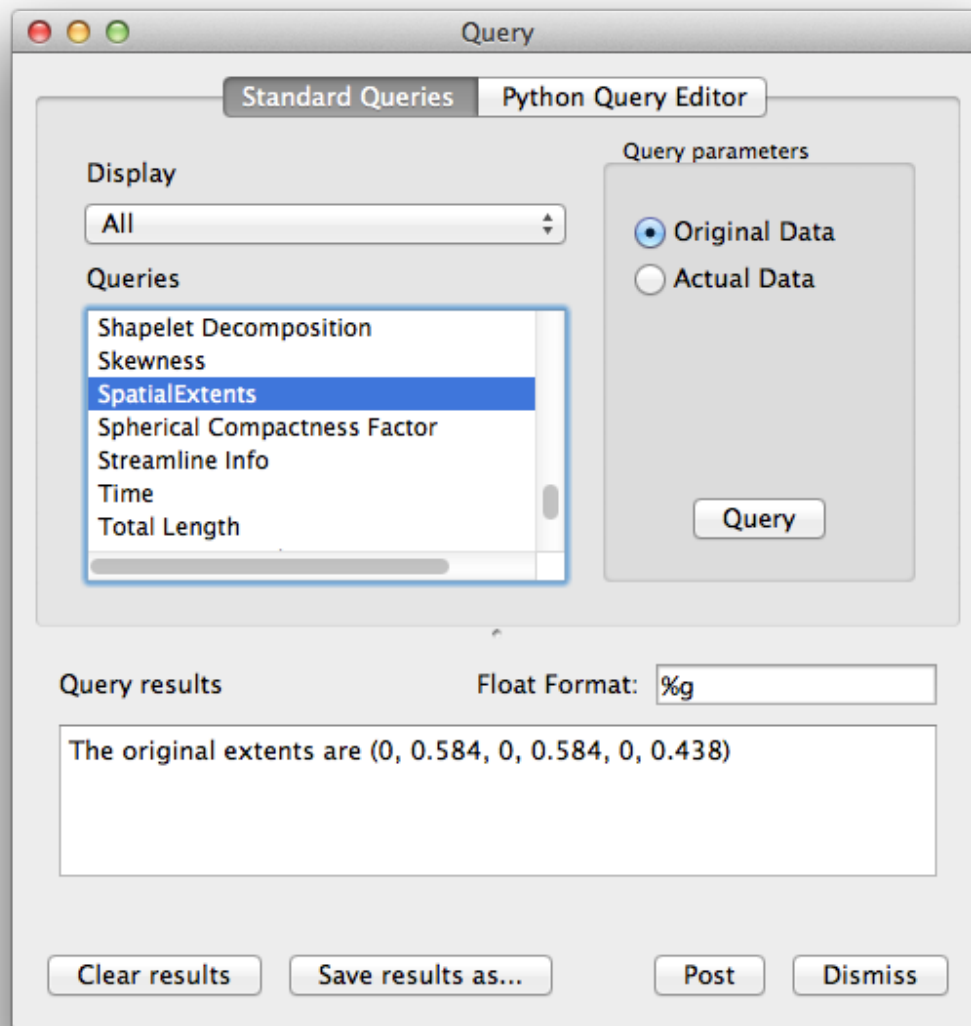 Query
Standard Queries
Python Query Editor
Display
All
Queries
Shapelet Decomposition
Skewness
SpatialExtents
Spherical Compactness Factor
Streamline Info
Time
Total Length
Query parameters
Original Data
Actual Data
Query
Query results
Float Format: %g
The original extents are (0, 0.584, 0, 0.584, 0, 0.438)
Clear results
Save results as...
Post
Dismiss